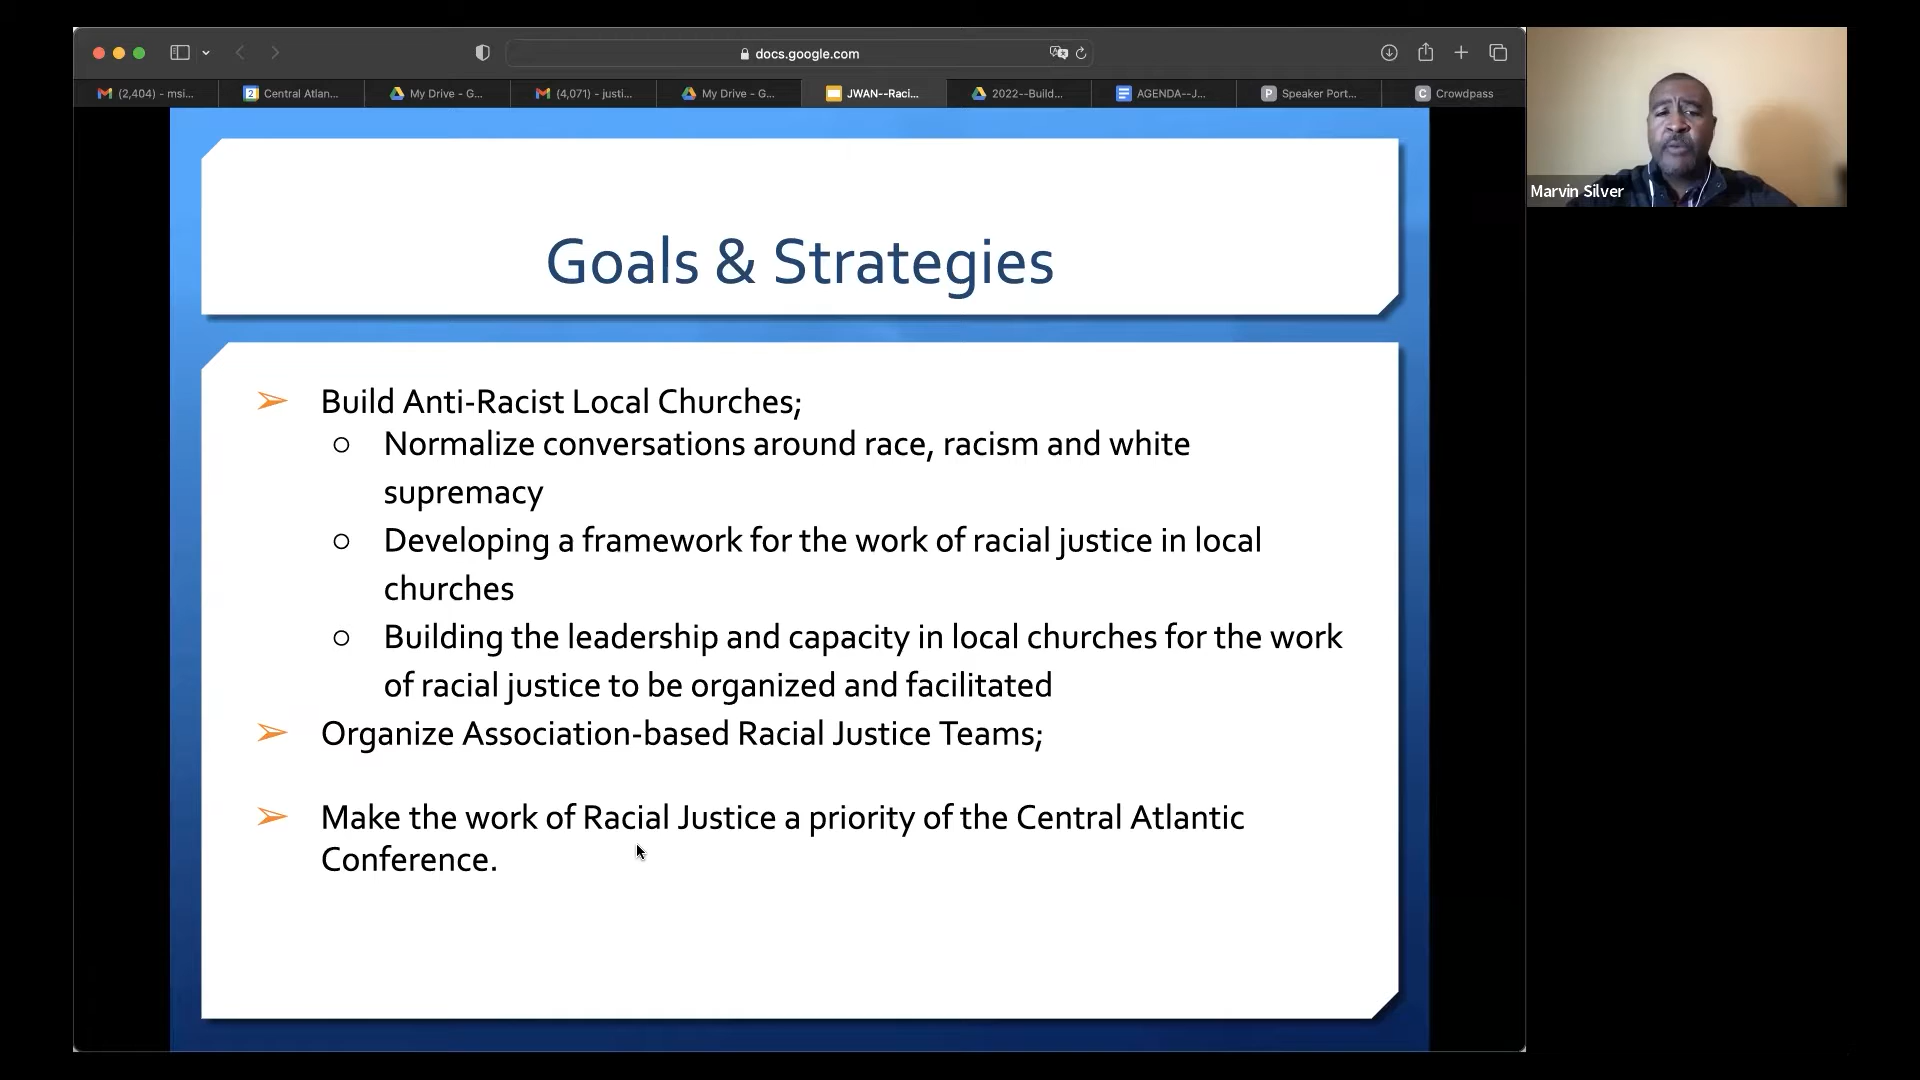 docs.google.com
(2,404) - msi...
2
Central Atlan...
My Drive - G...
(4,071) - justi...
My Drive - G...
JWAN--Raci...
2022--Build...
AGENDA--J...
P Speaker Port...
C Crowdpass
Marvin Silver
Goals & Strategies
➢ Build Anti-Racist Local Churches;
○ Normalize conversations around race, racism and white
supremacy
○ Developing a framework for the work of racial justice in local
churches
○ Building the leadership and capacity in local churches for the work
of racial justice to be organized and facilitated
➢ Organize Association-based Racial Justice Teams;
➢ Make the work of Racial Justice a priority of the Central Atlantic
Conference.